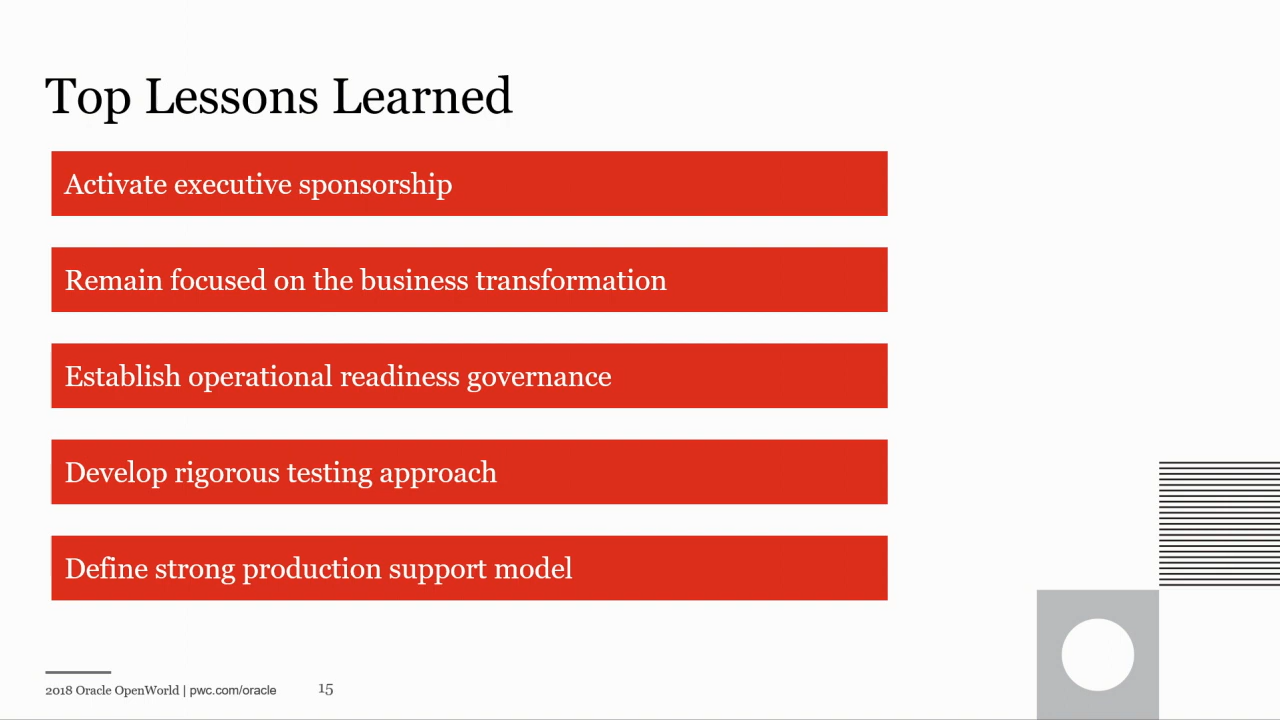 Top Lessons Learned
Activate executive sponsorship
Remain focused on the business transformation
Establish operational readiness governance
Develop rigorous testing approach
Define strong production support model
2018 Oracle OpenWorld | pwc.com/oracle 15